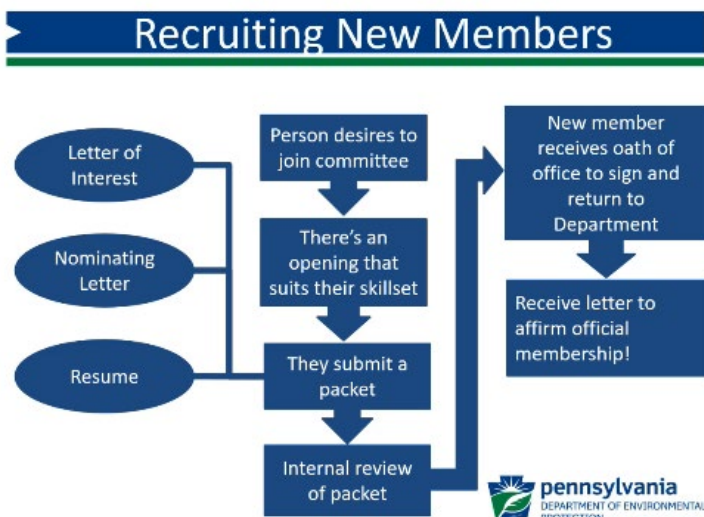 Recruiting New Members
Letter of
Interest
Nominating
Letter
Resume
Person desires to
join committee
There's an
opening that
suits their skillset
They submit a
packet
Internal review
of packet
New member
receives oath of
office to sign and
return to
Department
Receive letter to
affirm official
membership!
pennsylvania
DEPARTMENT OF ENVIRONMENTAL
PROTECTION